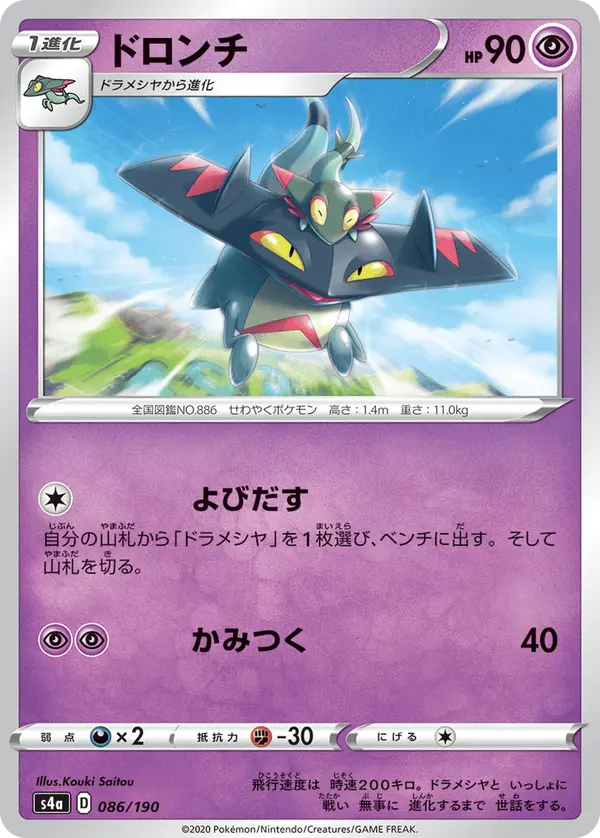 1進化
ドロンチ
HP90
ドラメシヤから進化
全国図鑑NO.886 せわやくポケモン 高さ:1.4m 重さ:11.0kg
よびだす
自分の山札から「ドラメシヤ」を1枚選び、ベンチに出す。そして
山札を切る。
かみつく 40
弱点 ×2 抵抗力 -30 にげる
Illus.Kouki Saitou
s4a D 086/190
飛行速度は 時速200キロ。ドラメシヤと いっしょに
戦い 無事に 進化するまで 世話をする。
©2020 Pokémon/Nintendo/Creatures/GAME FREAK.